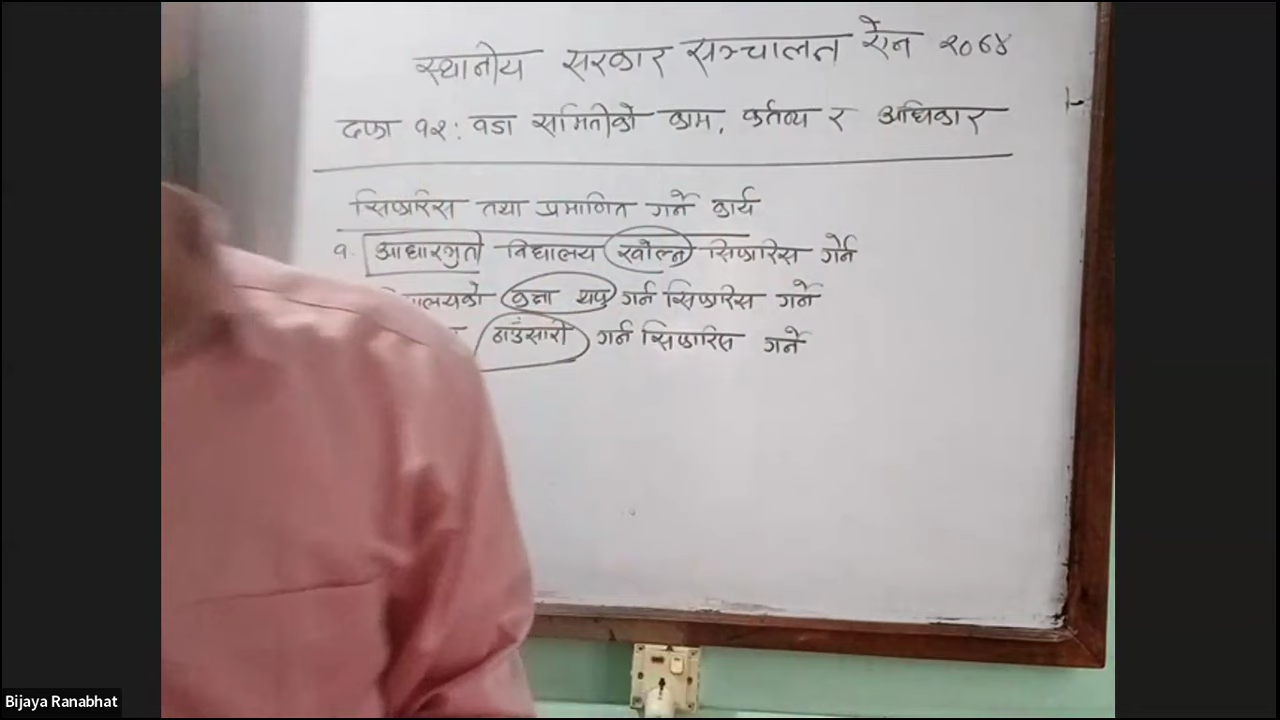 स्थानीय सरकार सञ्चालन ऐन २०७४
दफा १२: वडा समितीको काम, कर्तव्य र अधिकार
सिफारिस तथा प्रमाणित गर्ने कार्य
१. आधारभुत विद्यालय खोल्न सिफारिस गर्ने
लयको कक्षा थप गर्न सिफारिस गर्ने
ठाउँसारी गर्न सिफारिस गर्ने
Bijaya Ranabhat